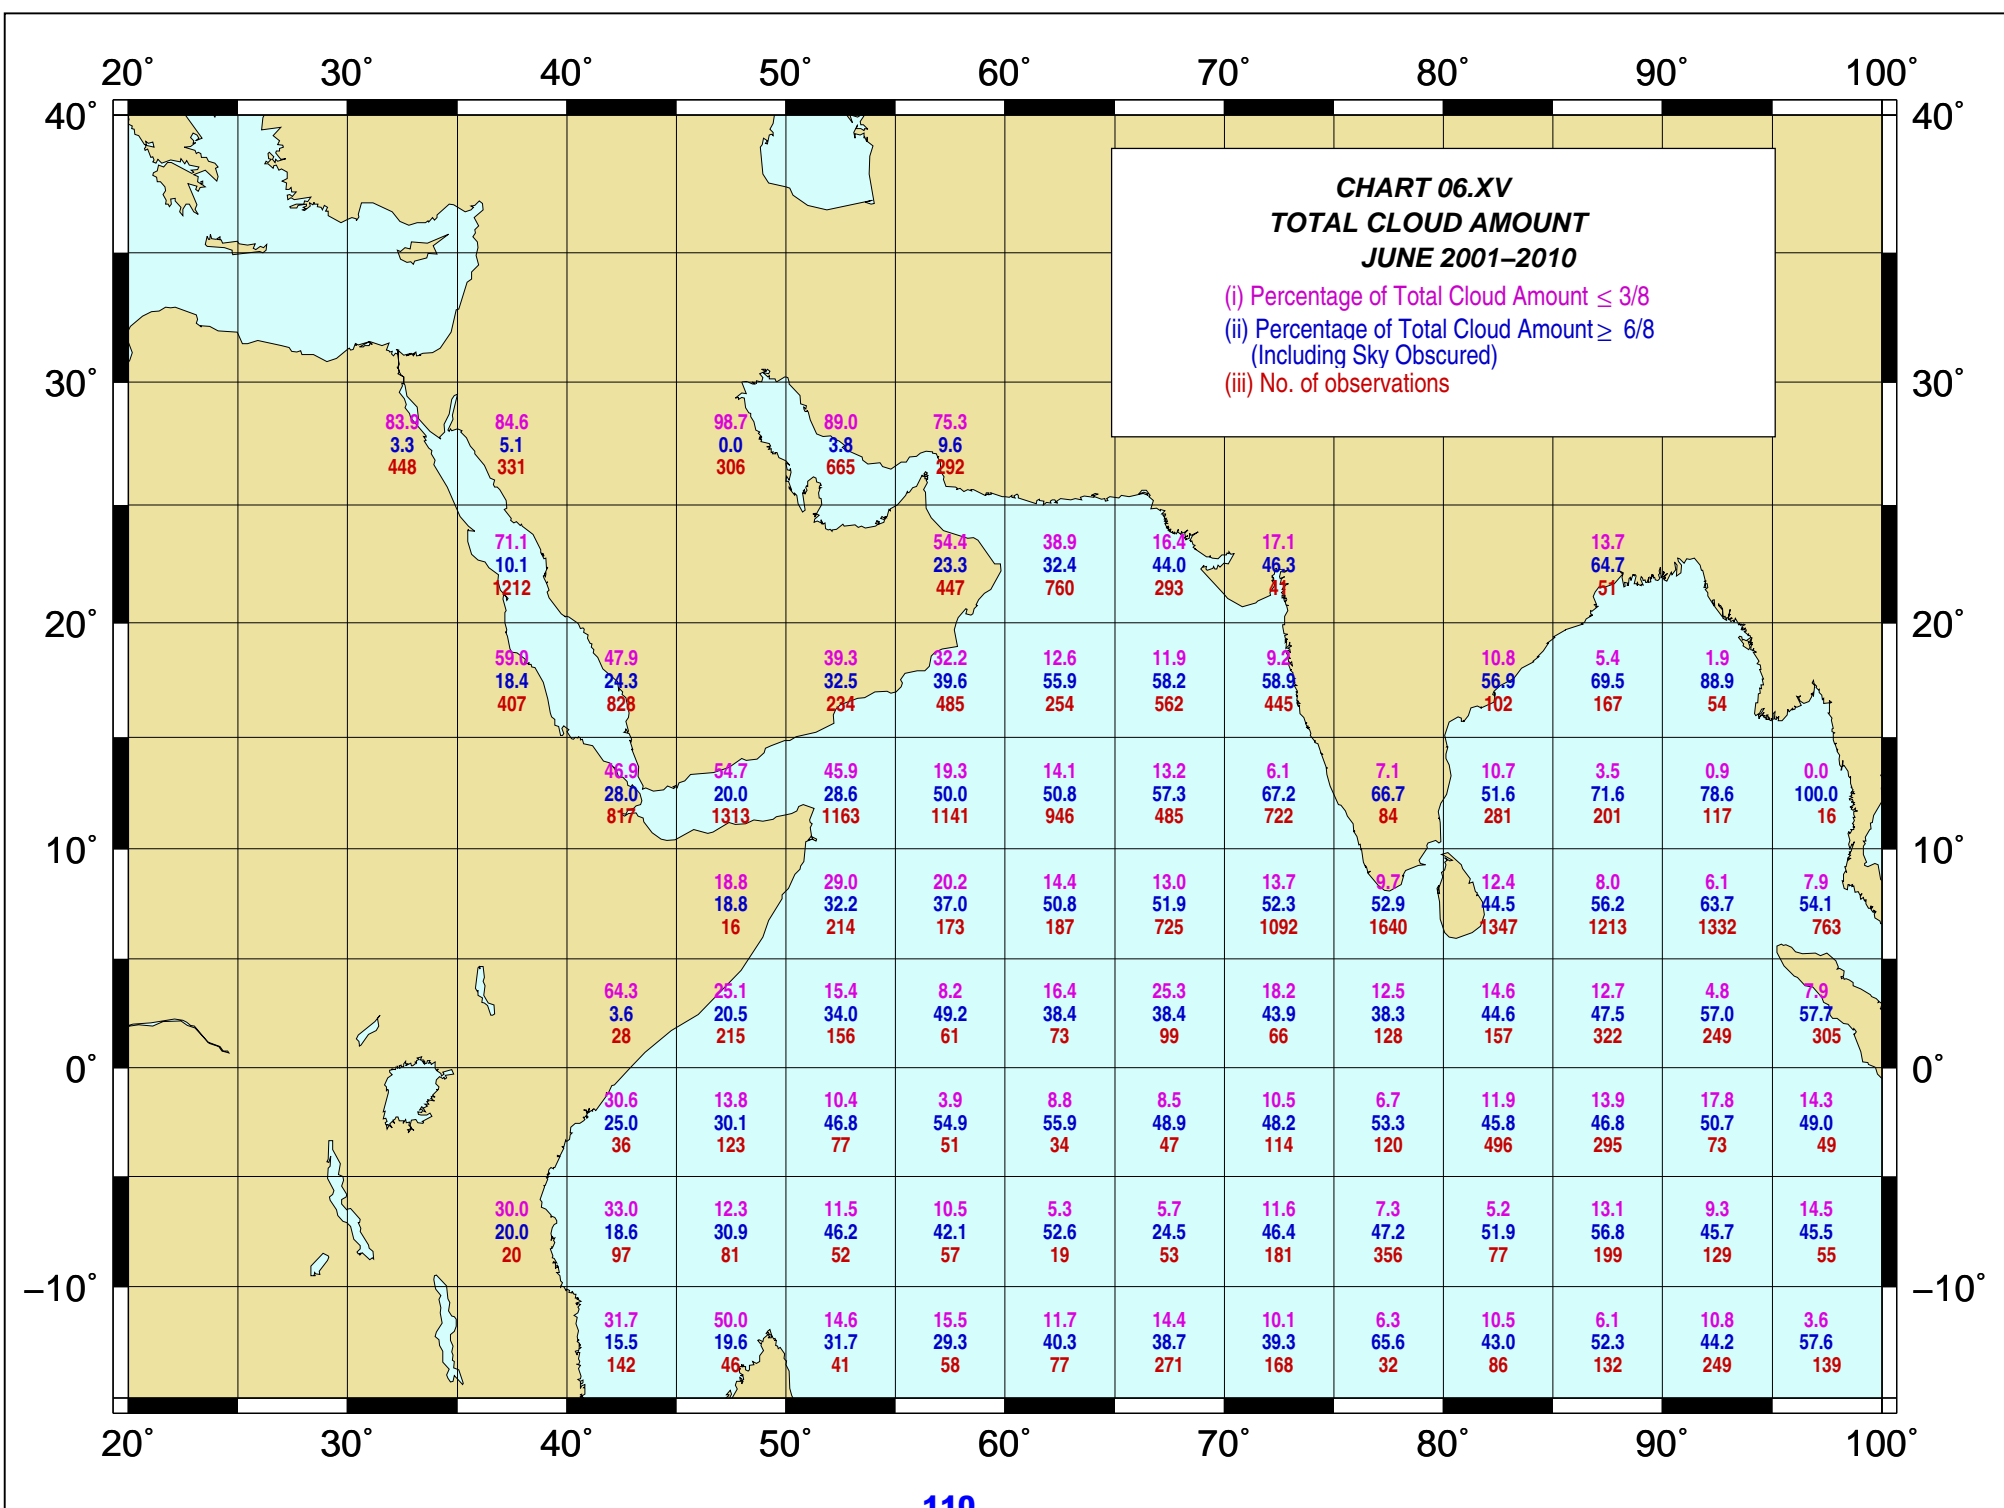 20° 30° 40° 50° 60° 70° 80° 90° 100°
40° 40°
CHART 06.XV
TOTAL CLOUD AMOUNT
JUNE 2001–2010
(i) Percentage of Total Cloud Amount ≤ 3/8
(ii) Percentage of Total Cloud Amount ≥ 6/8
(Including Sky Obscured)
(iii) No. of observations
30° 30°
83.9 84.6 98.7 89.0 75.3
3.3 5.1 0.0 3.8 9.6
448 331 306 665 292
71.1 54.4 38.9 16.4 17.1 13.7
10.1 23.3 32.4 44.0 46.3 64.7
1212 447 760 293 41 51
20° 20°
59.0 47.9 39.3 32.2 12.6 11.9 9.2 10.8 5.4 1.9
18.4 24.3 32.5 39.6 55.9 58.2 58.9 56.9 69.5 88.9
407 828 234 485 254 562 445 102 167 54
46.9 54.7 45.9 19.3 14.1 13.2 6.1 7.1 10.7 3.5 0.9 0.0
28.0 20.0 28.6 50.0 50.8 57.3 67.2 66.7 51.6 71.6 78.6 100.0
817 1313 1163 1141 946 485 722 84 281 201 117 16
10° 10°
18.8 29.0 20.2 14.4 13.0 13.7 9.7 12.4 8.0 6.1 7.9
18.8 32.2 37.0 50.8 51.9 52.3 52.9 44.5 56.2 63.7 54.1
16 214 173 187 725 1092 1640 1347 1213 1332 763
64.3 25.1 15.4 8.2 16.4 25.3 18.2 12.5 14.6 12.7 4.8 7.9
3.6 20.5 34.0 49.2 38.4 38.4 43.9 38.3 44.6 47.5 57.0 57.7
28 215 156 61 73 99 66 128 157 322 249 305
0° 0°
30.6 13.8 10.4 3.9 8.8 8.5 10.5 6.7 11.9 13.9 17.8 14.3
25.0 30.1 46.8 54.9 55.9 48.9 48.2 53.3 45.8 46.8 50.7 49.0
36 123 77 51 34 47 114 120 496 295 73 49
30.0 33.0 12.3 11.5 10.5 5.3 5.7 11.6 7.3 5.2 13.1 9.3 14.5
20.0 18.6 30.9 46.2 42.1 52.6 24.5 46.4 47.2 51.9 56.8 45.7 45.5
20 97 81 52 57 19 53 181 356 77 199 129 55
–10° –10°
31.7 50.0 14.6 15.5 11.7 14.4 10.1 6.3 10.5 6.1 10.8 3.6
15.5 19.6 31.7 29.3 40.3 38.7 39.3 65.6 43.0 52.3 44.2 57.6
142 46 41 58 77 271 168 32 86 132 249 139
20° 30° 40° 50° 60° 70° 80° 90° 100°
110